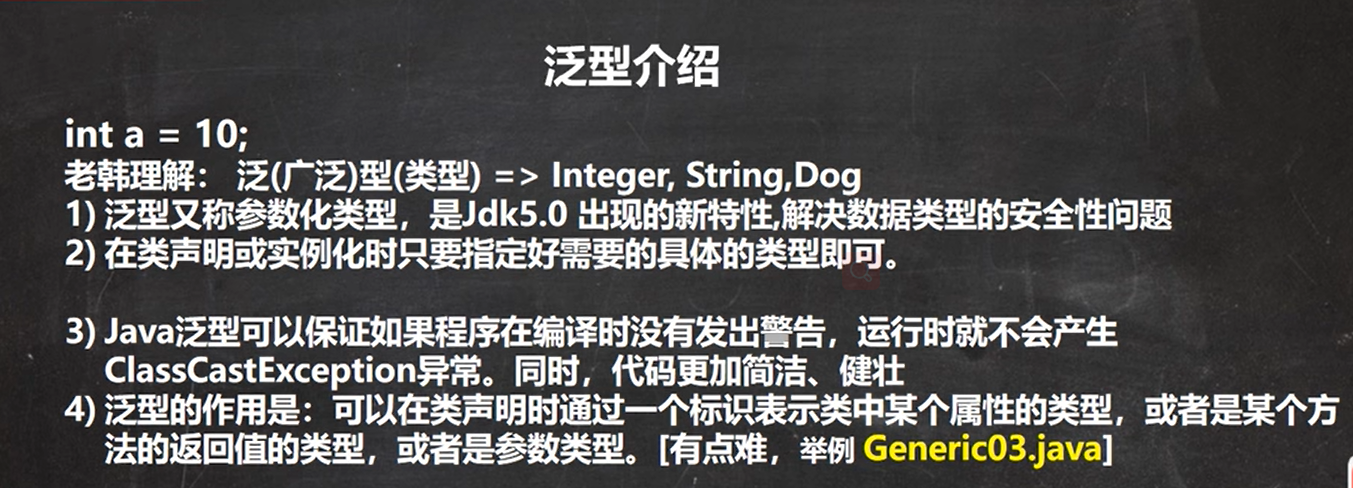 泛型介绍
int a = 10;
老韩理解： 泛(广泛)型(类型) => Integer, String,Dog
1) 泛型又称参数化类型，是Jdk5.0 出现的新特性,解决数据类型的安全性问题
2) 在类声明或实例化时只要指定好需要的具体的类型即可。
3) Java泛型可以保证如果程序在编译时没有发出警告，运行时就不会产生
ClassCastException异常。同时，代码更加简洁、健壮
4) 泛型的作用是：可以在类声明时通过一个标识表示类中某个属性的类型，或者是某个方
法的返回值的类型，或者是参数类型。[有点难，举例 Generic03.java]